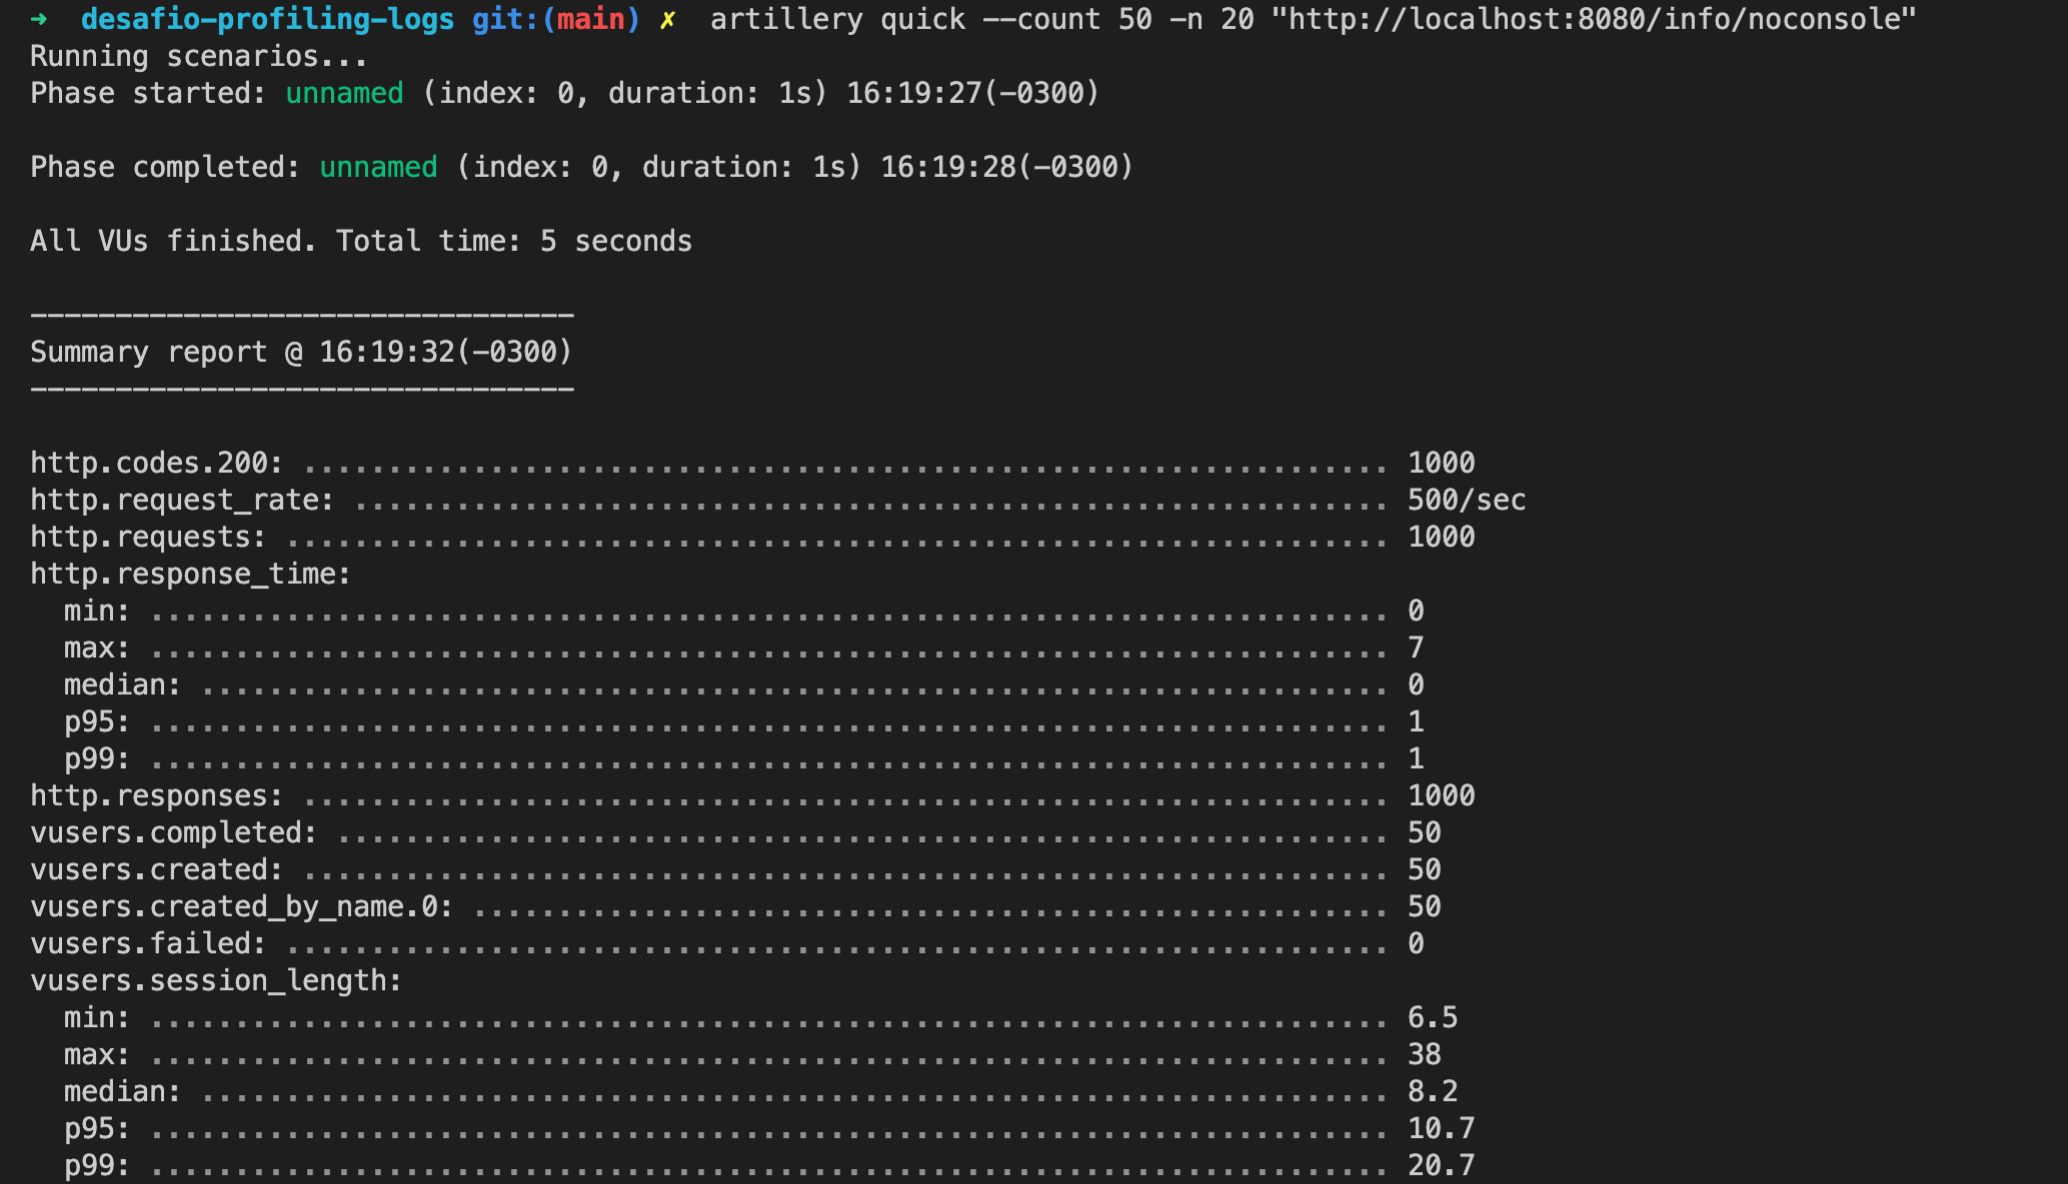 ➜  desafio-profiling-logs git:(main) ✗  artillery quick --count 50 -n 20 "http://localhost:8080/info/noconsole"
Running scenarios...
Phase started: unnamed (index: 0, duration: 1s) 16:19:27(-0300)
Phase completed: unnamed (index: 0, duration: 1s) 16:19:28(-0300)
All VUs finished. Total time: 5 seconds
--------------------------------
Summary report @ 16:19:32(-0300)
--------------------------------
http.codes.200: ................................................................ 1000
http.request_rate: ............................................................. 500/sec
http.requests: ................................................................. 1000
http.response_time:
  min: ......................................................................... 0
  max: ......................................................................... 7
  median: ...................................................................... 0
  p95: ......................................................................... 1
  p99: ......................................................................... 1
http.responses: ................................................................ 1000
vusers.completed: .............................................................. 50
vusers.created: ................................................................ 50
vusers.created_by_name.0: ...................................................... 50
vusers.failed: ................................................................. 0
vusers.session_length:
  min: ......................................................................... 6.5
  max: ......................................................................... 38
  median: ...................................................................... 8.2
  p95: ......................................................................... 10.7
  p99: ......................................................................... 20.7